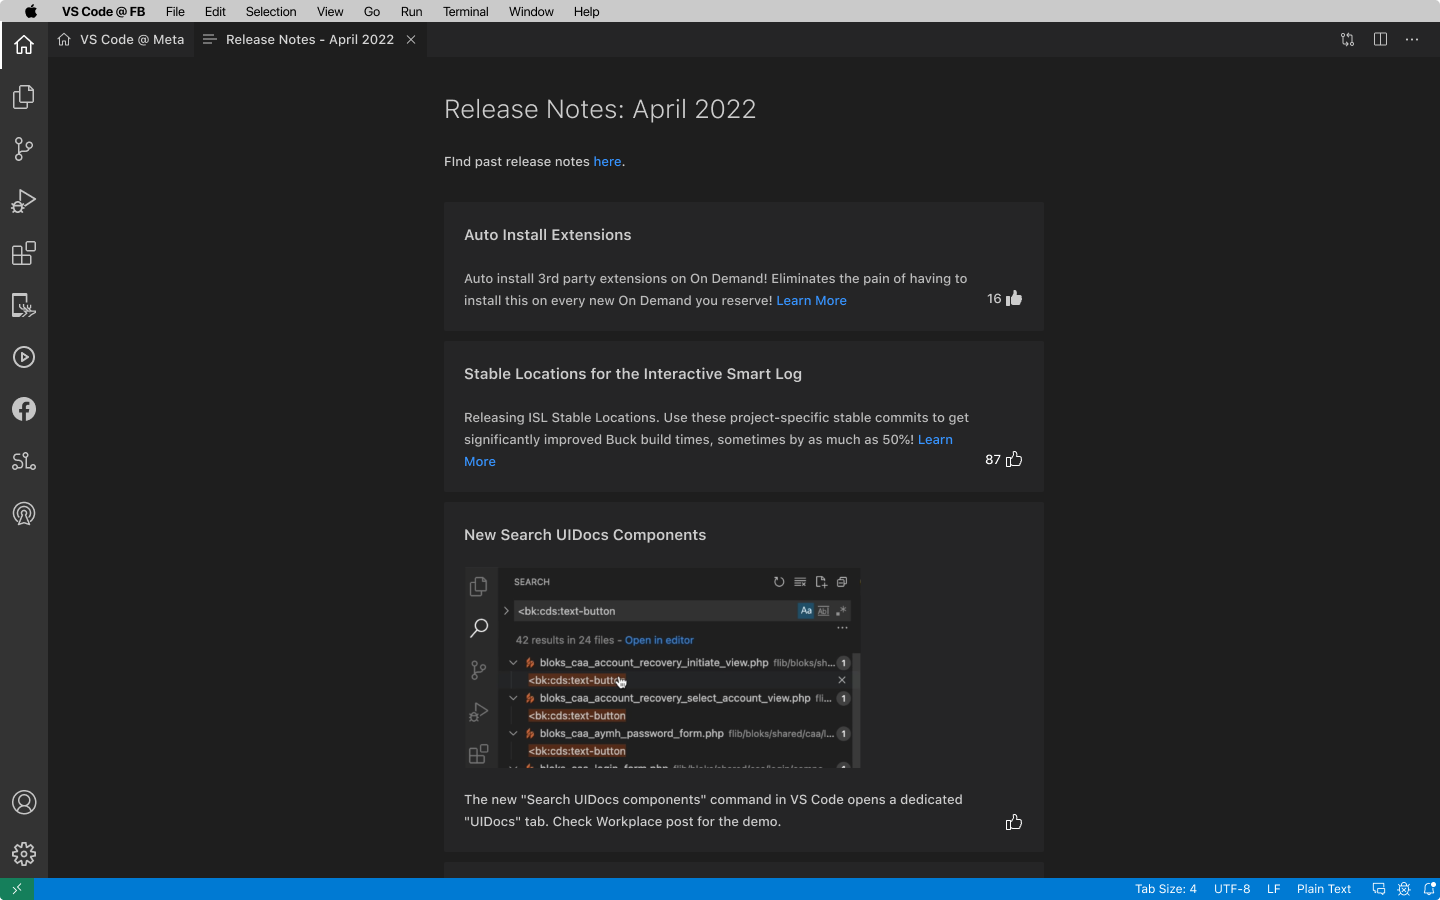 VS Code @ FB File Edit Selection View Go Run Terminal Window Help
VS Code @ Meta Release Notes - April 2022
Release Notes: April 2022
FInd past release notes here.
Auto Install Extensions
Auto install 3rd party extensions on On Demand! Eliminates the pain of having to
install this on every new On Demand you reserve! Learn More
16
Stable Locations for the Interactive Smart Log
Releasing ISL Stable Locations. Use these project-specific stable commits to get
significantly improved Buck build times, sometimes by as much as 50%! Learn
More
87
New Search UIDocs Components
SEARCH
<bk:cds:text-button Aa Ab .*
42 results in 24 files - Open in editor
bloks_caa_account_recovery_initiate_view.php flib/bloks/sh... 1
<bk:cds:text-butto
bloks_caa_account_recovery_select_account_view.php fli... 1
<bk:cds:text-button
bloks_caa_aymh_password_form.php flib/bloks/shared/caa/l... 1
<bk:cds:text-button
The new "Search UIDocs components" command in VS Code opens a dedicated
"UIDocs" tab. Check Workplace post for the demo.
SL
Tab Size: 4 UTF-8 LF Plain Text